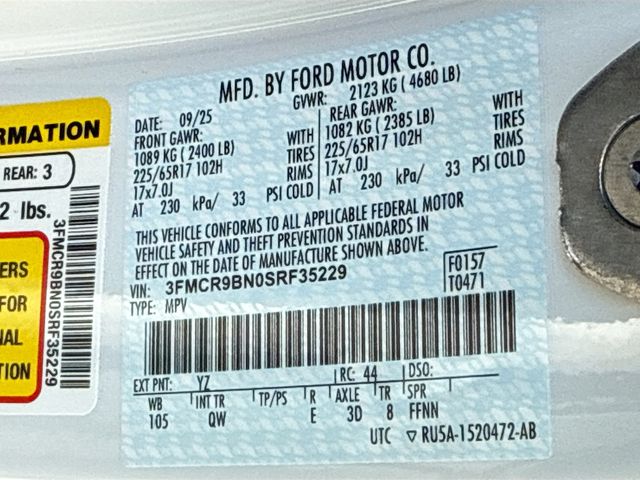 MFD. BY FORD MOTOR CO.
DATE: 09/25 GVWR: 2123 KG ( 4680 LB)
FRONT GAWR: WITH
1089 KG ( 2400 LB) TIRES
225/65R17 102H RIMS
17x7.0J
AT 230 kPa/ 33 PSI COLD
REAR GAWR: WITH
1082 KG ( 2385 LB) TIRES
225/65R17 102H RIMS
17x7.0J
AT 230 kPa/ 33 PSI COLD
THIS VEHICLE CONFORMS TO ALL APPLICABLE FEDERAL MOTOR
VEHICLE SAFETY AND THEFT PREVENTION STANDARDS IN
EFFECT ON THE DATE OF MANUFACTURE SHOWN ABOVE.
VIN: 3FMCR9BN0SRF35229
TYPE: MPV
F0157
T0471
EXT PNT: YZ RC: 44 DSO:
WB INT TR TP/PS R AXLE TR SPR
105 QW E 3D 8 FFNN
UTC ▽ RU5A-1520472-AB
RMATION
REAR: 3
2 lbs.
ERS
FOR
NAL
TION
3FMCR9BN0SRF35229